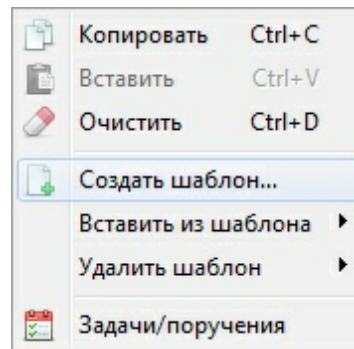 Копировать Ctrl+C
Вставить Ctrl+V
Очистить Ctrl+D
Создать шаблон...
Вставить из шаблона
Удалить шаблон
Задачи/поручения